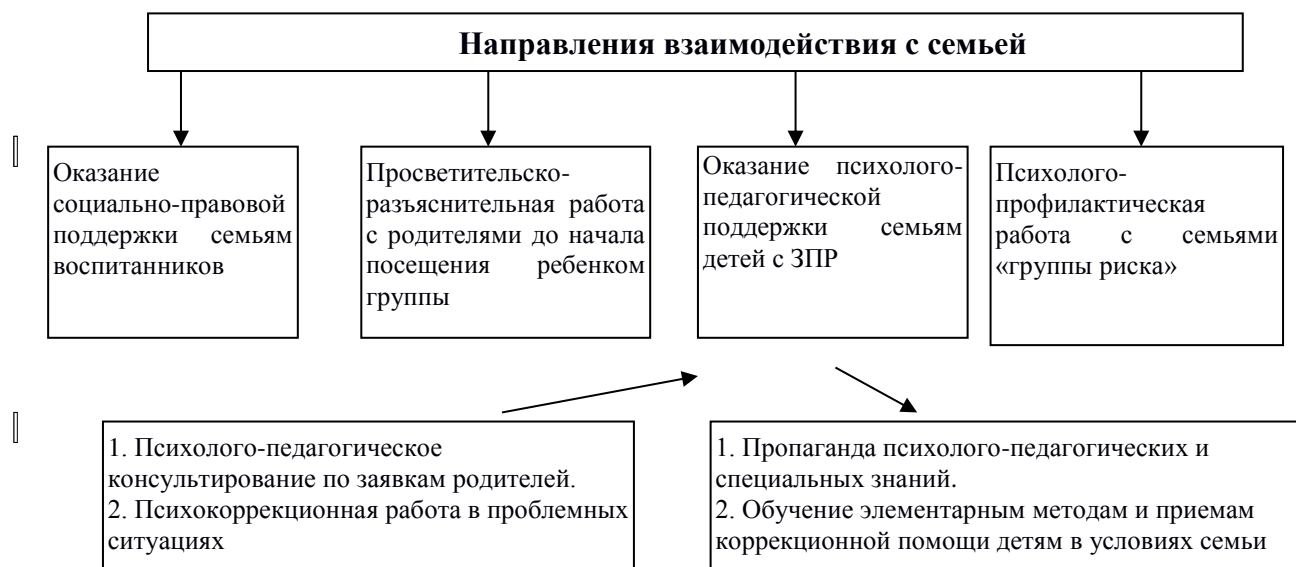 Направления взаимодействия с семьей
Оказание
социально-правовой
поддержки семьям
воспитанников
Просветительско-
разъяснительная работа
с родителями до начала
посещения ребенком
группы
Оказание психолого-
педагогической
поддержки семьям
детей с ЗПР
Психолого-
профилактическая
работа с семьями
«группы риска»
1. Психолого-педагогическое
консультирование по заявкам родителей.
2. Психокоррекционная работа в проблемных
ситуациях
1. Пропаганда психолого-педагогических и
специальных знаний.
2. Обучение элементарным методам и приемам
коррекционной помощи детям в условиях семьи